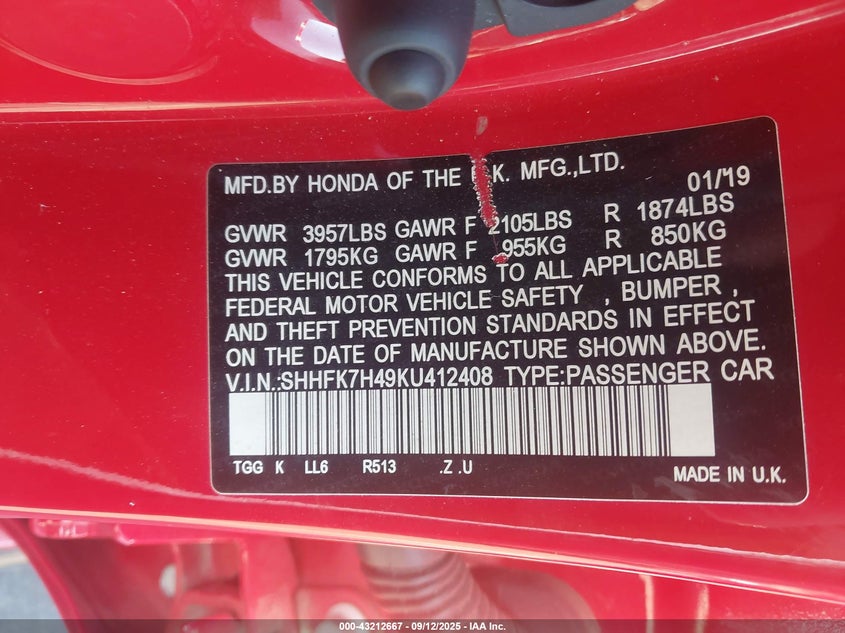 MFD.BY HONDA OF THE U.K. MFG.,LTD. 01/'19
GVWR 3957LBS GAWR F 2105LBS R 1874LBS
GVWR 1795KG GAWR F 955KG R 850KG
THIS VEHICLE CONFORMS TO ALL APPLICABLE
FEDERAL MOTOR VEHICLE SAFETY , BUMPER ,
AND THEFT PREVENTION STANDARDS IN EFFECT
ON THE DATE OF MANUFACTURE SHOWN ABOVE.
V.I.N.:SHHFK7H49KU412408 TYPE:PASSENGER CAR
TGG K LL6 R513 .Z .U
MADE IN U.K.
000-43212667 - 09/12/2025 - IAA Inc.